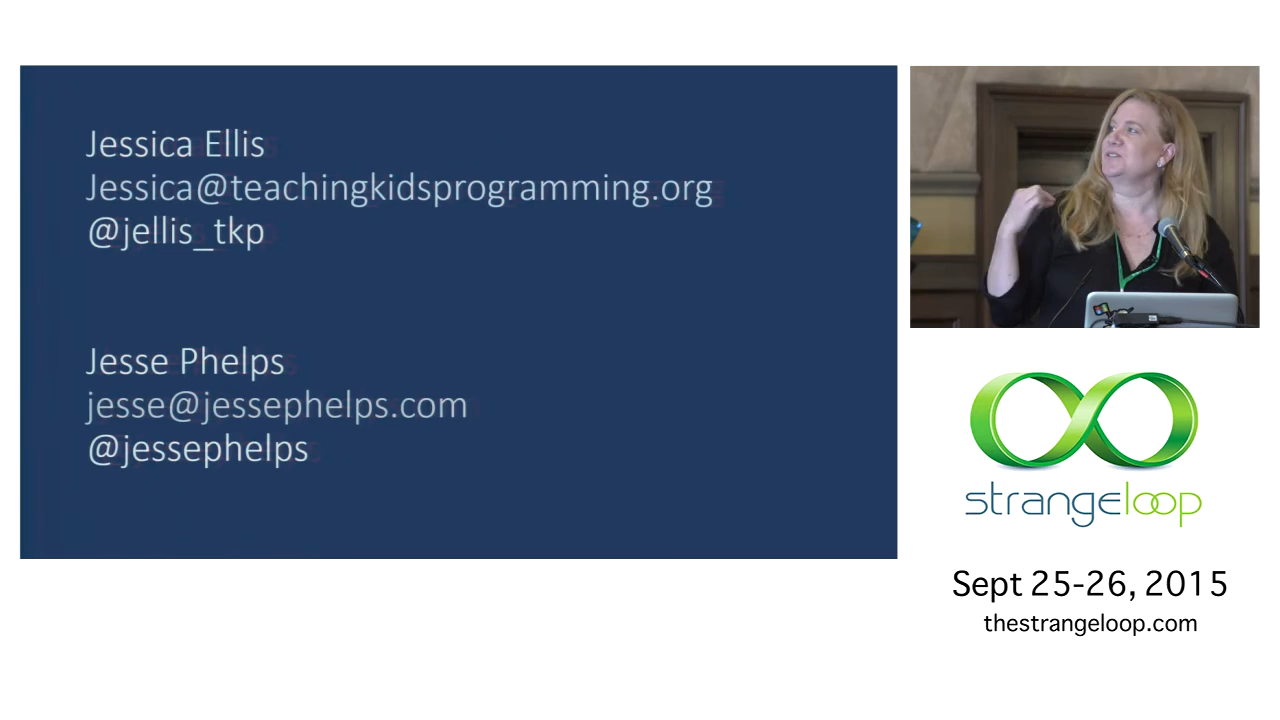 Jessica Ellis
Jessica@teachingkidsprogramming.org
@jellis_tkp
Jesse Phelps
jesse@jessephelps.com
@jessephelps
strangeloop
Sept 25-26, 2015
thestrangeloop.com